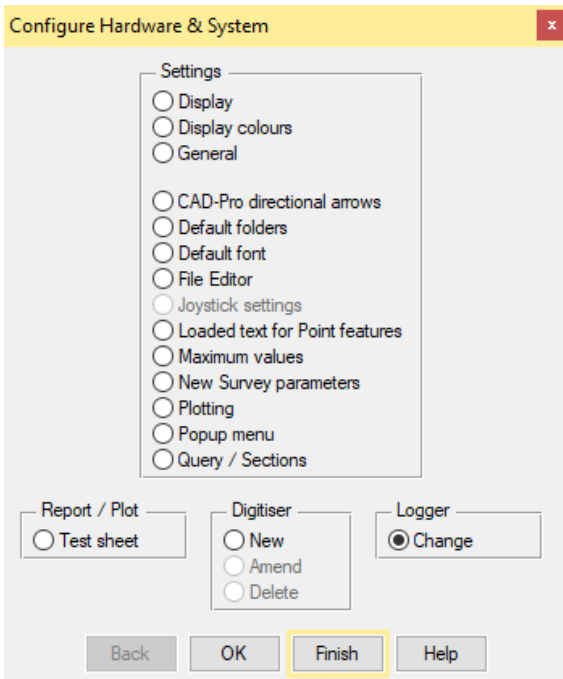 Configure Hardware & System
x
Settings
Display
Display colours
General
CAD-Pro directional arrows
Default folders
Default font
File Editor
Joystick settings
Loaded text for Point features
Maximum values
New Survey parameters
Plotting
Popup menu
Query / Sections
Report / Plot
Test sheet
Digitiser
New
Amend
Delete
Logger
Change
Back OK Finish Help